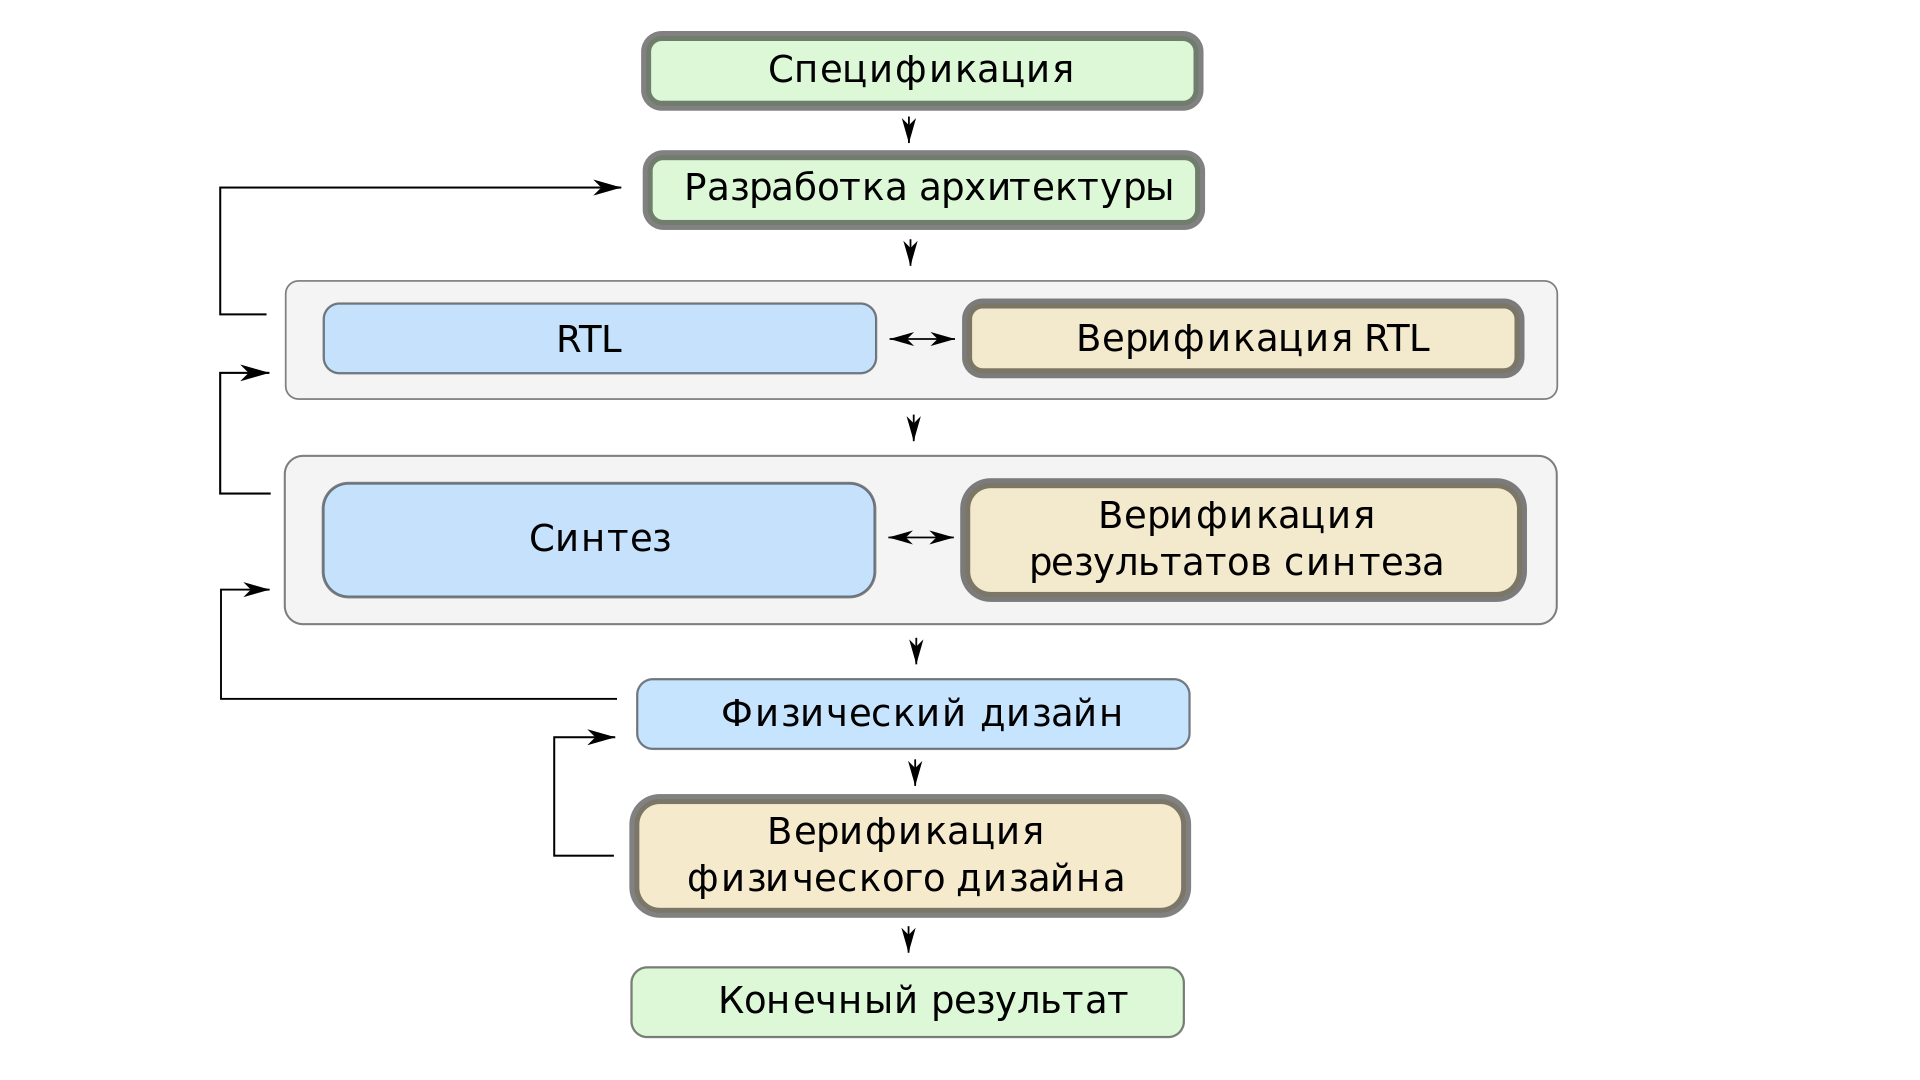 Спецификация
Разработка архитектуры
RTL
Верификация RTL
Синтез
Верификация
результатов синтеза
Физический дизайн
Верификация
физического дизайна
Конечный результат